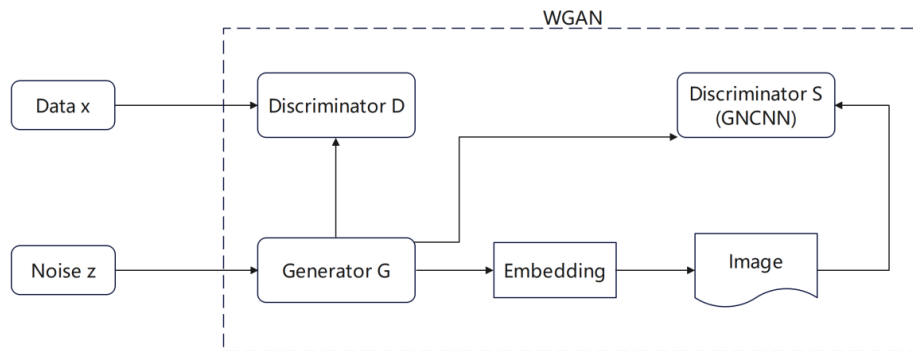 WGAN
Data x
Discriminator D
Discriminator S
(GNCNN)
Noise z
Generator G
Embedding
Image